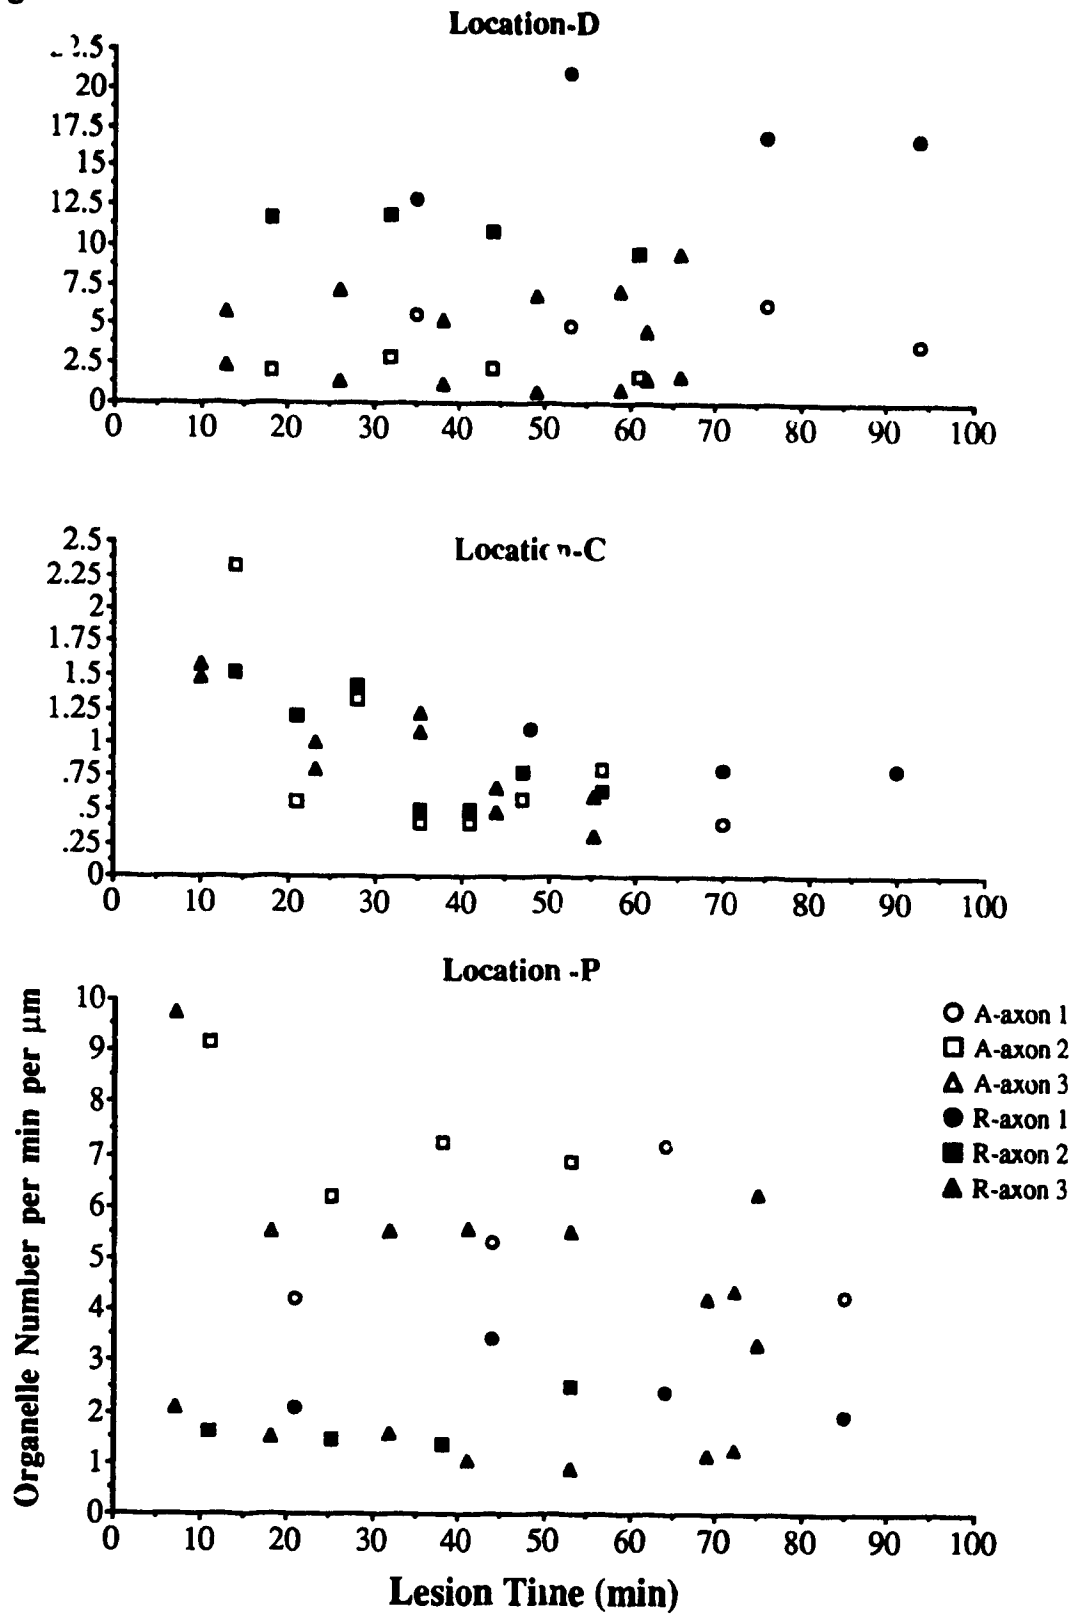 Location-D
20
17.5
15
12.5
10
7.5
5
2.5
0
0 10 20 30 40 50 60 70 80 90 100
Location-C
2.5
2.25
2
1.75
1.5
1.25
1
.75
.5
.25
0
0 10 20 30 40 50 60 70 80 90 100
Location -P
Organelle Number per min per µm
10
9
8
7
6
5
4
3
2
1
0
0 10 20 30 40 50 60 70 80 90 100
Lesion Time (min)
A-axon 1
A-axon 2
A-axon 3
R-axon 1
R-axon 2
R-axon 3